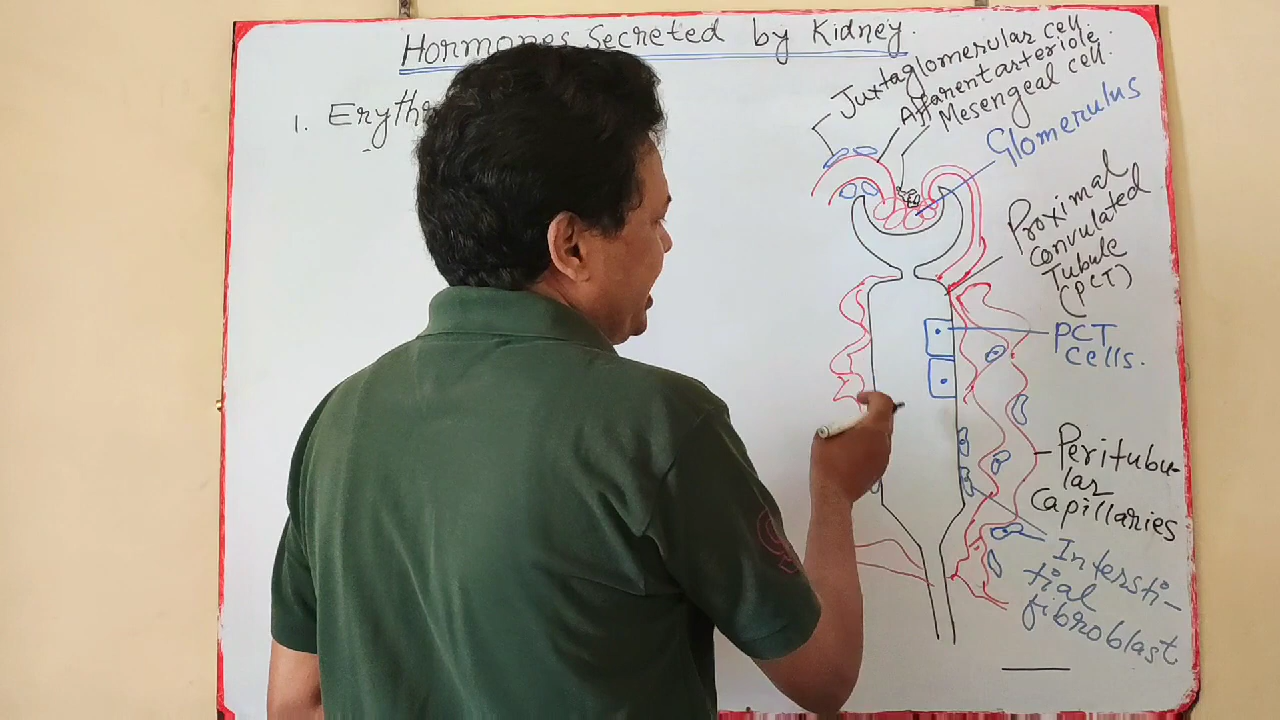 Hormones Secreted by Kidney.
1. Eryth
Juxtaglomerular cell.
Afferent arteriole.
Mesengeal cell.
Glomerulus
Proximal
convulated
Tubule
(PCT)
PCT
cells.
Peritubu-
lar
Capillaries
Intersti-
tial
fibroblast